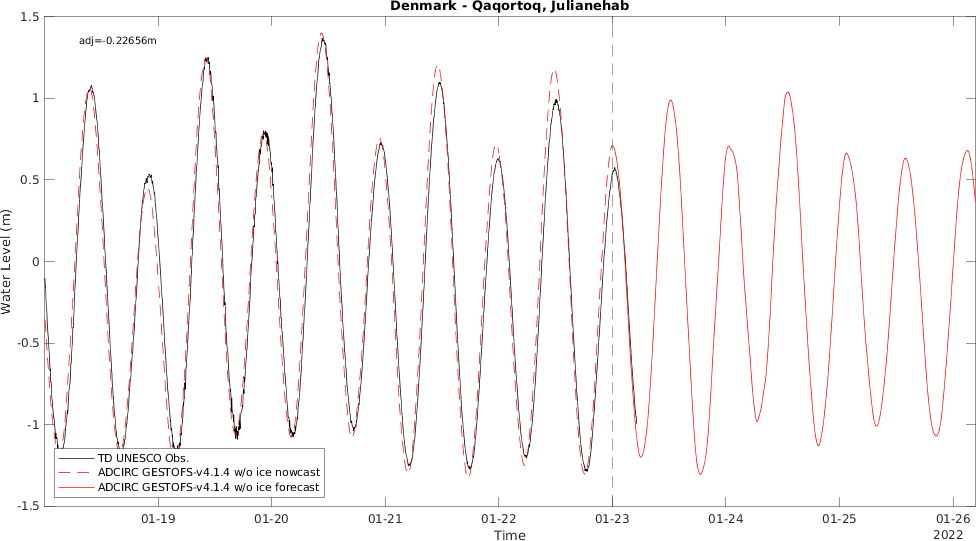 Denmark - Qaqortoq, Julianehab
adj=-0.22656m
Water Level (m)
1.5
1
0.5
0
-0.5
-1
-1.5
TD UNESCO Obs.
ADCIRC GESTOFS-v4.1.4 w/o ice nowcast
ADCIRC GESTOFS-v4.1.4 w/o ice forecast
01-19 01-20 01-21 01-22 01-23 01-24 01-25 01-26
2022
Time